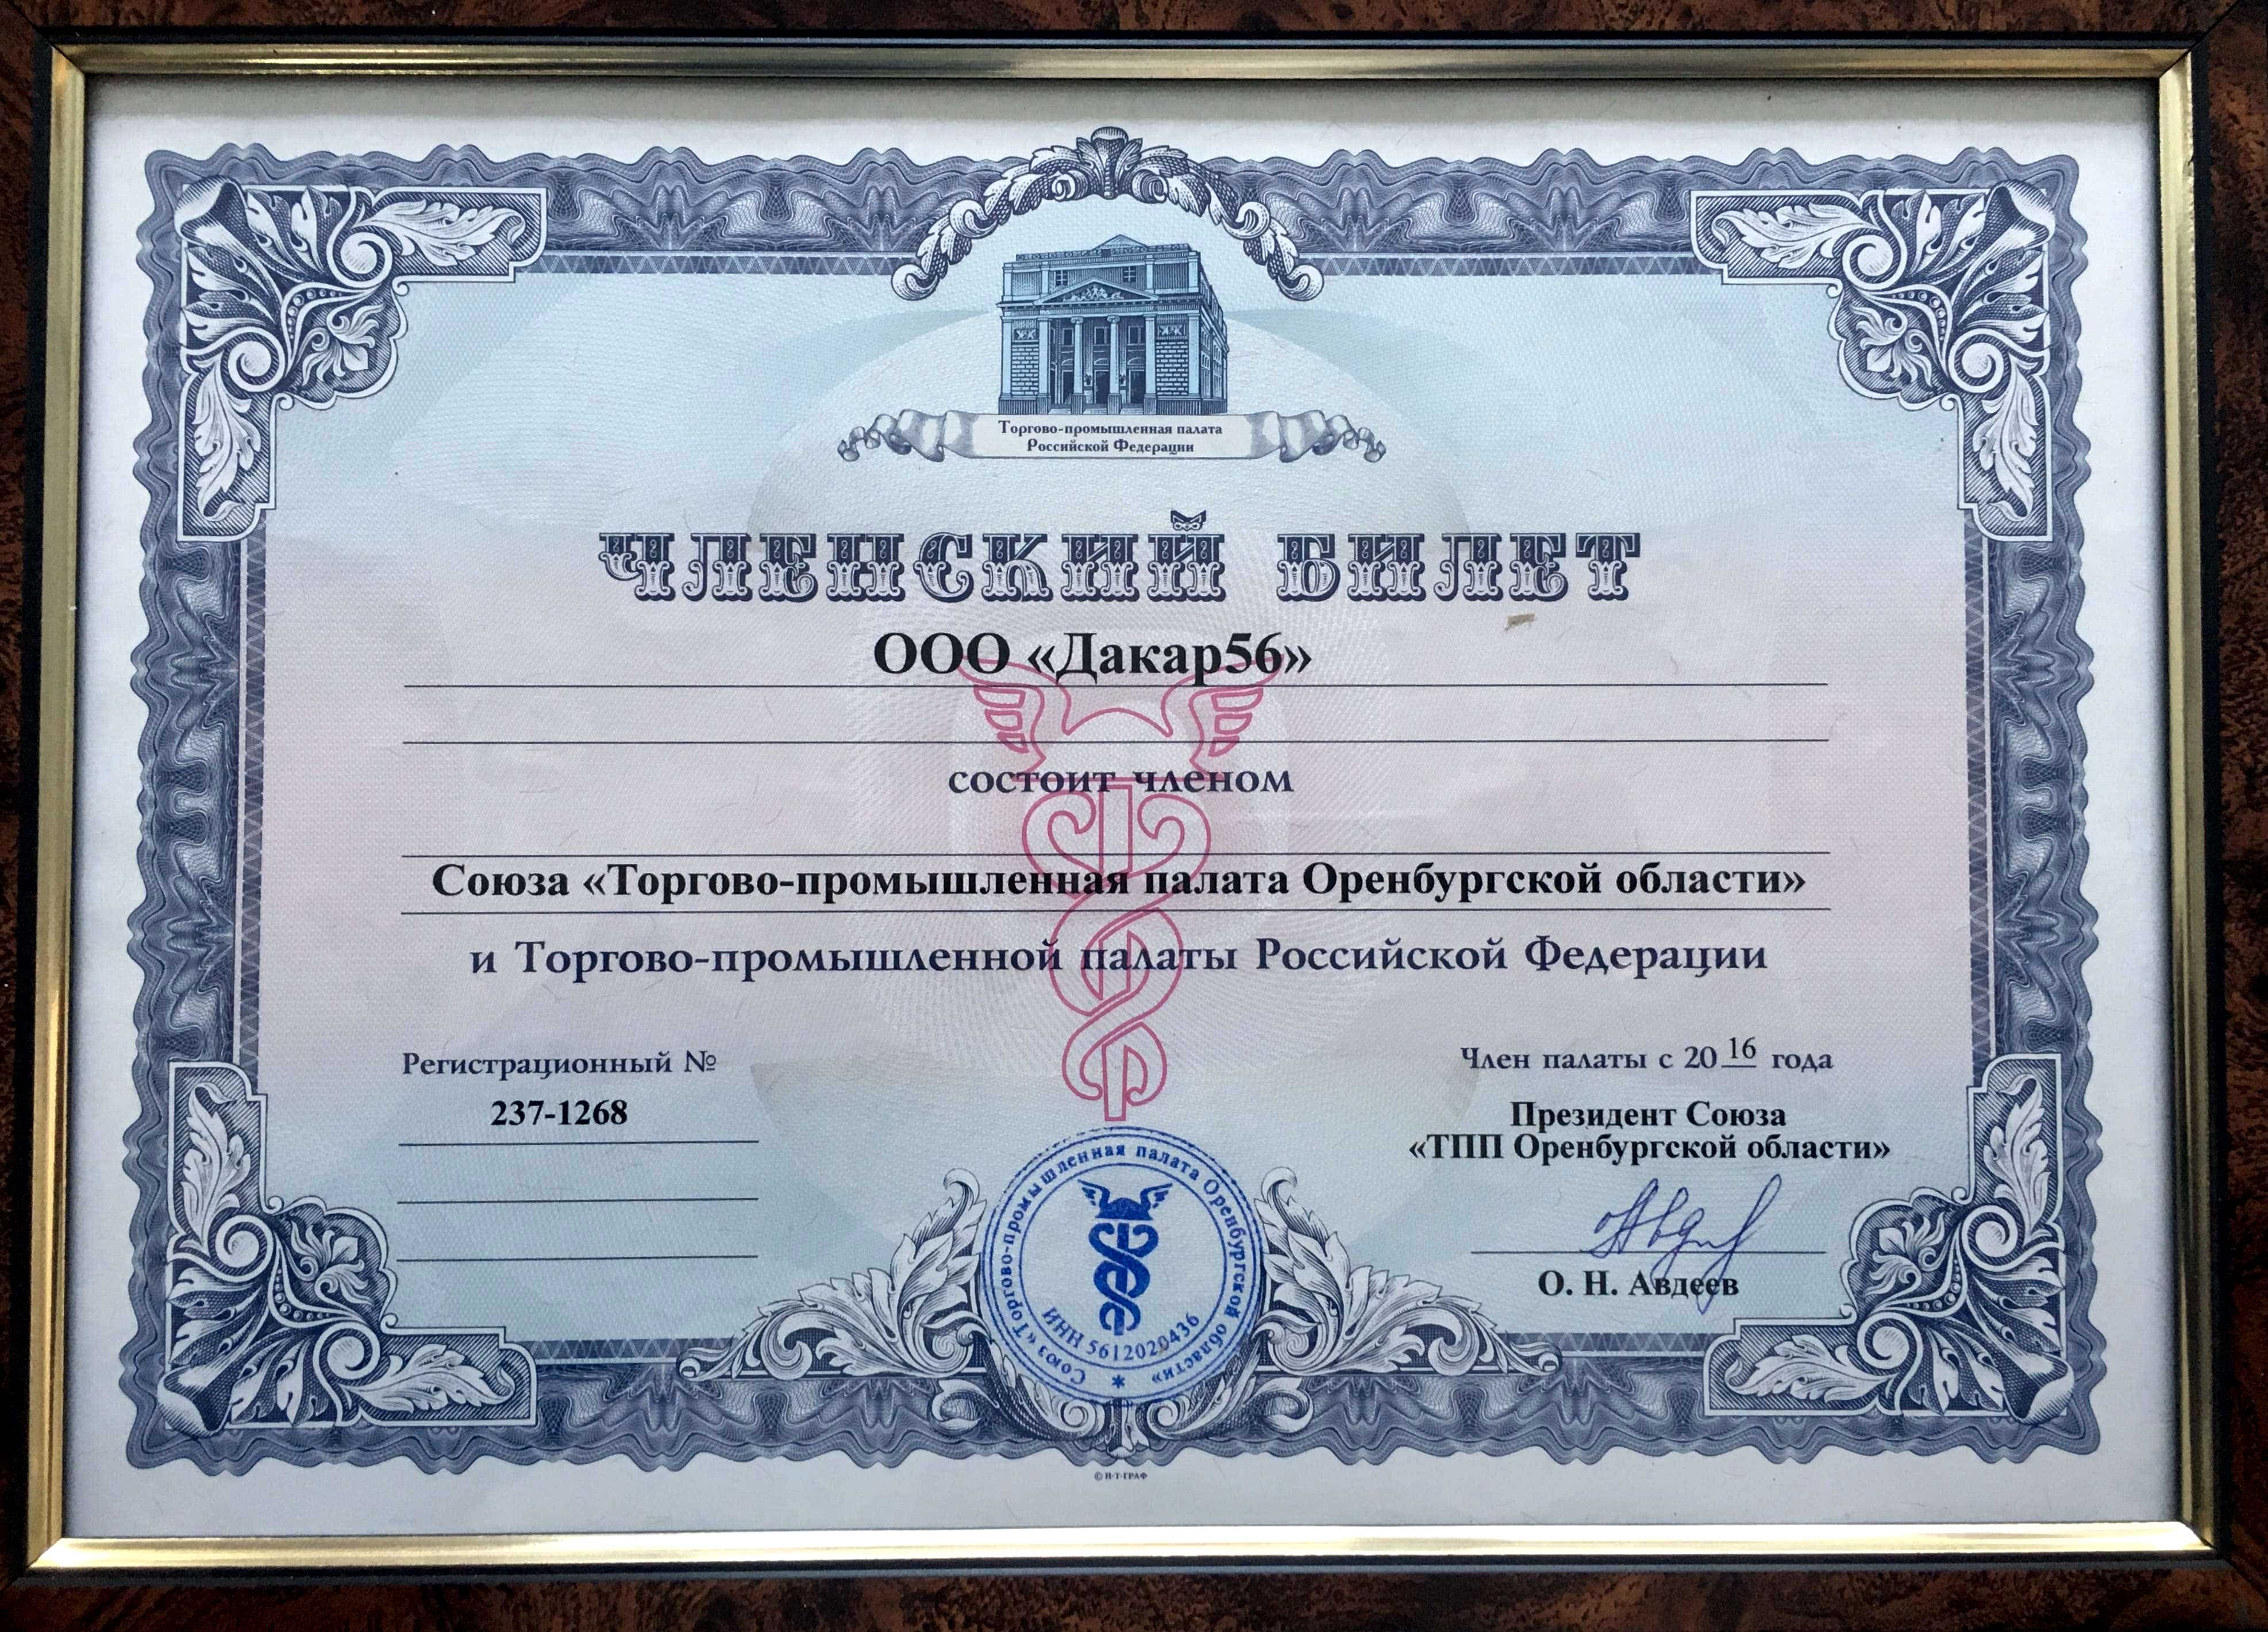 Торгово-промышленная палата
Российской Федерации
ЧЛЕНСКИЙ БИЛЕТ
ООО «Дакар56»
состоит членом
Союза «Торгово-промышленная палата Оренбургской области»
и Торгово-промышленной палаты Российской Федерации
Регистрационный №
237-1268
Член палаты с 2016 года
Президент Союза
«ТПП Оренбургской области»
О. Н. Авдеев
Союз «Торгово-промышленная палата Оренбургской области»
ИНН 5612020436
*
© Н-Т-ГРАФ